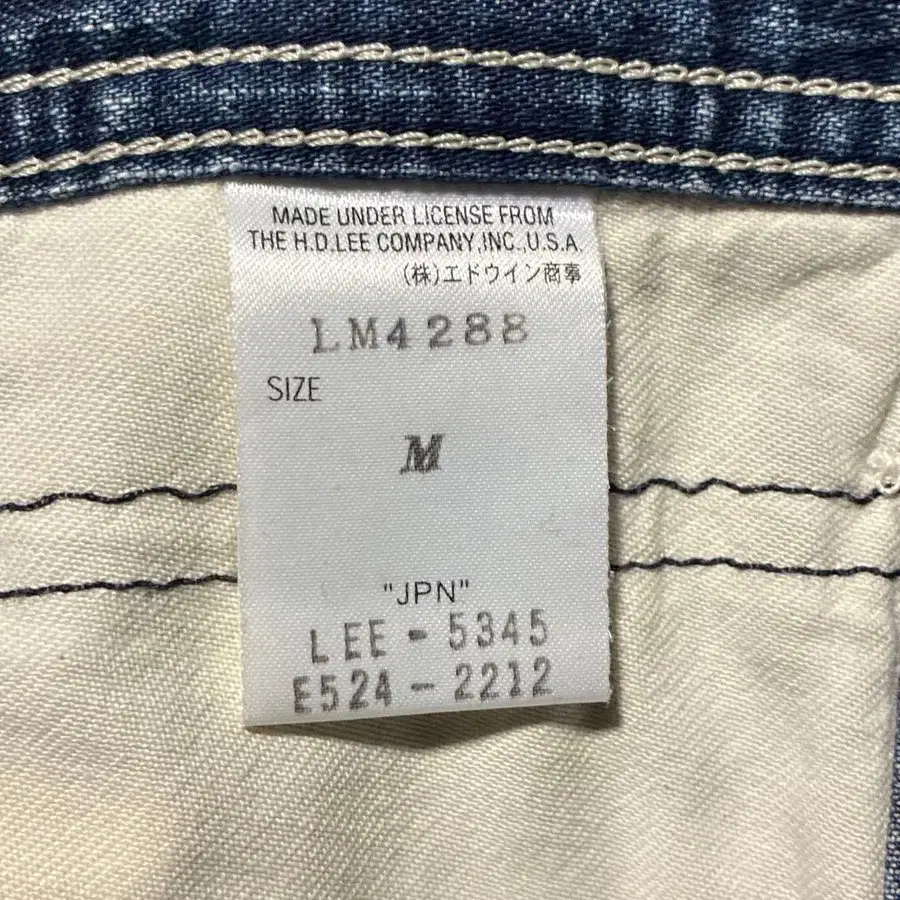 MADE UNDER LICENSE FROM
THE H.D.LEE COMPANY,INC.,U.S.A
(株)エドウイン商事
LM4288
SIZE
M
"JPN"
LEE-5345
E524-2212